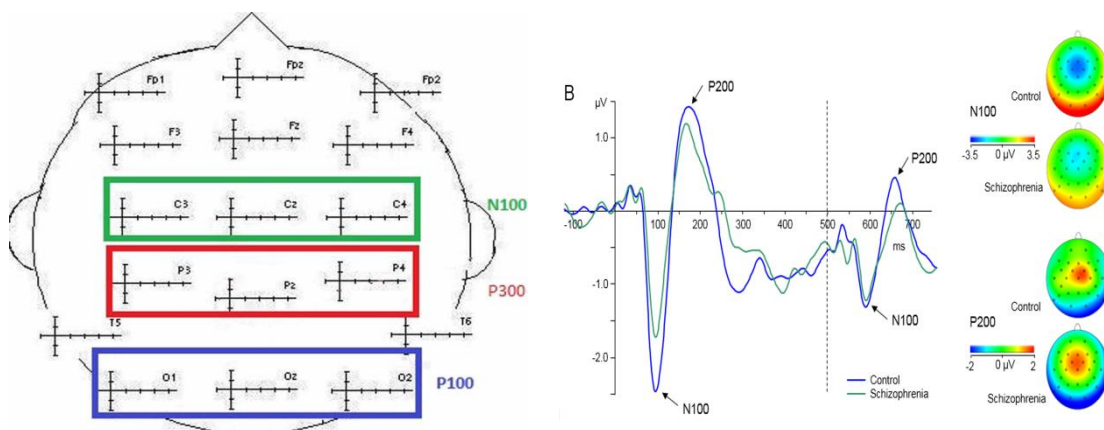 Fp1 Fpz Fp2
F3 Fz F4
C3 Cz C4 N100
P3 Pz P4 P300
T5 T6
O1 Oz O2 P100
B
µV
1.0
-1.0
-2.0
P200
N100
-100 100 200 300 400 500 600 700
ms
P200
N100
Control
Schizophrenia
Control
N100
-3.5 0 µV 3.5
Schizophrenia
Control
P200
-2 0 µV 2
Schizophrenia